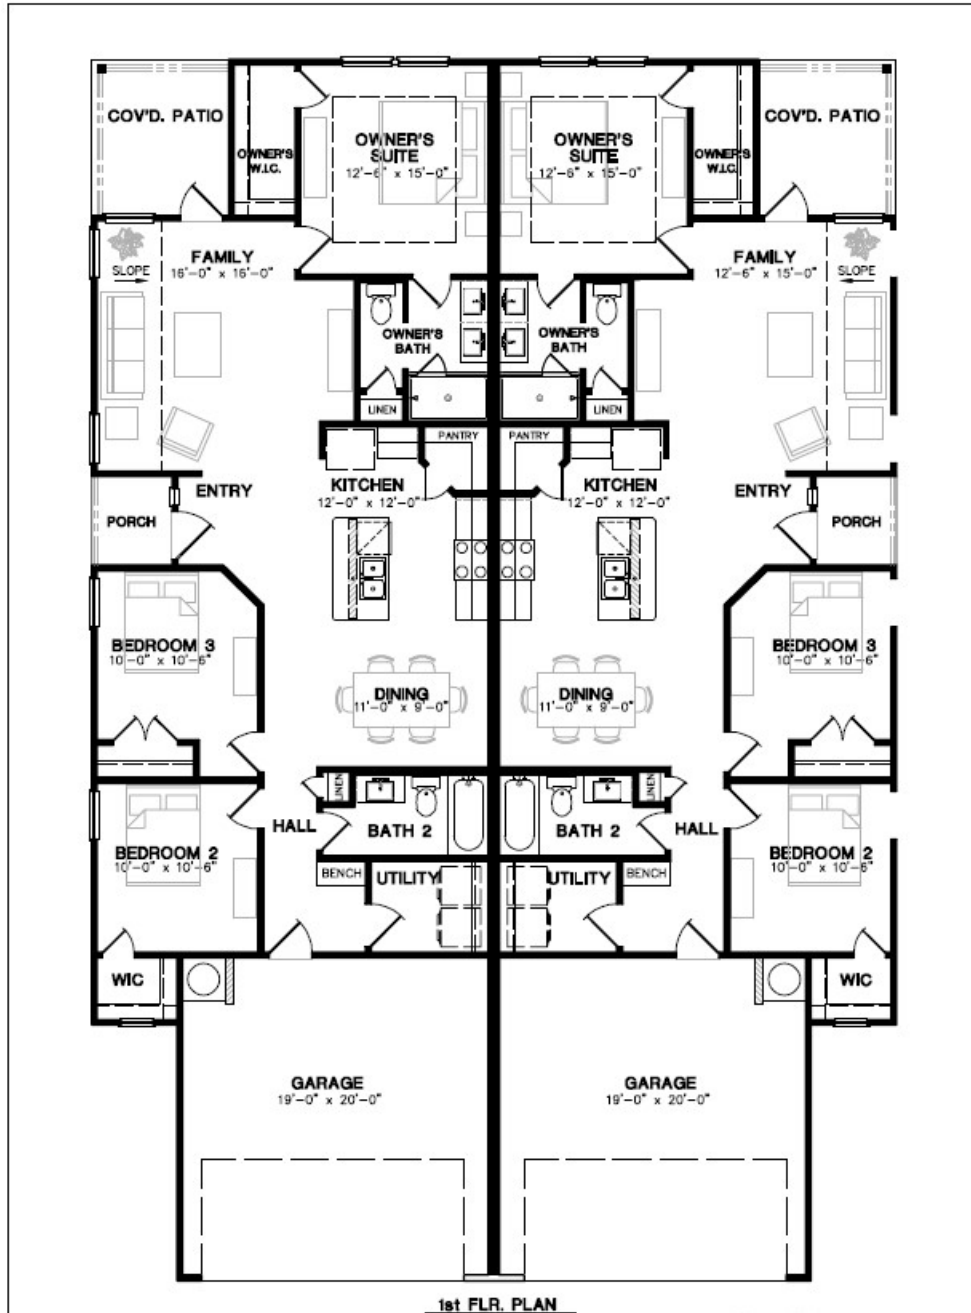 COV'D. PATIO
OWNER'S
W.I.C.
OWNER'S
SUITE
12'-6" x 15'-0"
OWNER'S
SUITE
12'-6" x 15'-0"
OWNER'S
W.I.C.
COV'D. PATIO
FAMILY
16'-0" x 16'-0"
SLOPE
FAMILY
12'-6" x 15'-0"
SLOPE
OWNER'S
BATH
OWNER'S
BATH
LINEN
LINEN
PANTRY
PANTRY
KITCHEN
12'-0" x 12'-0"
KITCHEN
12'-0" x 12'-0"
ENTRY
ENTRY
PORCH
PORCH
BEDROOM 3
10'-0" x 10'-6"
BEDROOM 3
10'-0" x 10'-6"
DINING
11'-0" x 9'-0"
DINING
11'-0" x 9'-0"
LINEN
LINEN
HALL
BATH 2
BATH 2
HALL
BEDROOM 2
10'-0" x 10'-6"
BEDROOM 2
10'-0" x 10'-6"
BENCH
UTILITY
UTILITY
BENCH
WIC
WIC
GARAGE
19'-0" x 20'-0"
GARAGE
19'-0" x 20'-0"
1st FLR. PLAN